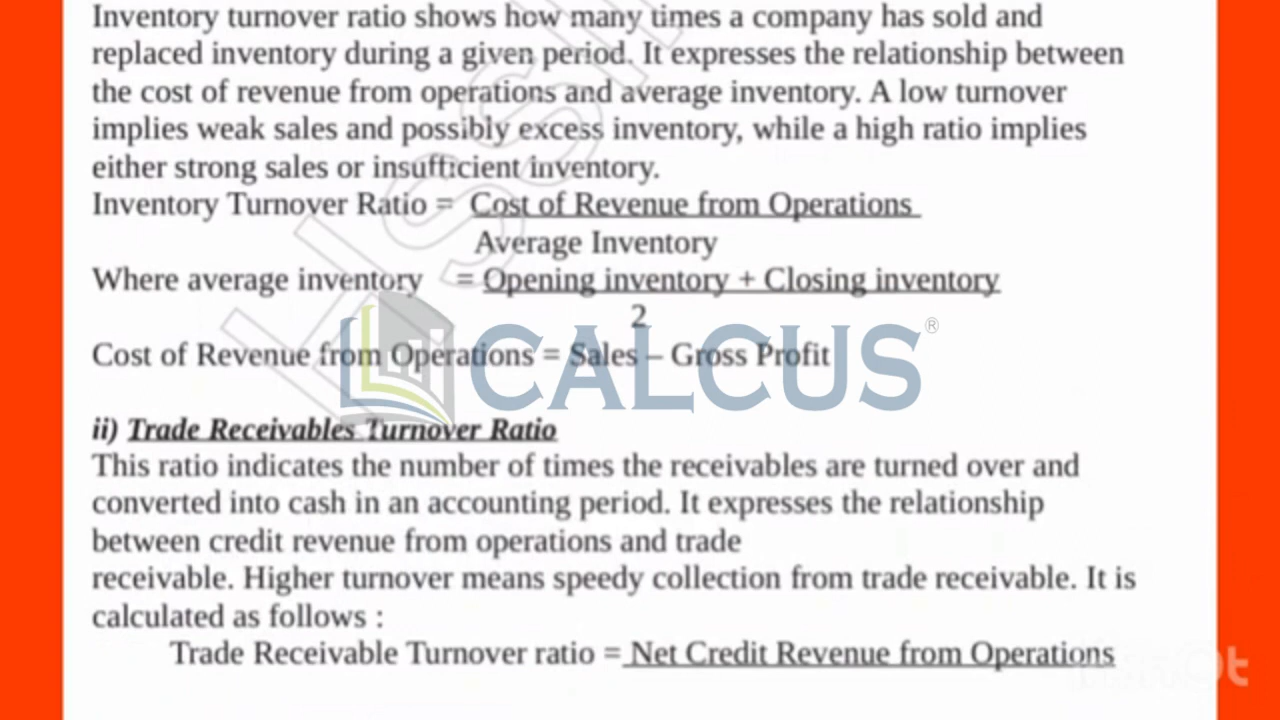 Inventory turnover ratio shows how many times a company has sold and
replaced inventory during a given period. It expresses the relationship between
the cost of revenue from operations and average inventory. A low turnover
implies weak sales and possibly excess inventory, while a high ratio implies
either strong sales or insufficient inventory.
Inventory Turnover Ratio = Cost of Revenue from Operations
Average Inventory
Where average inventory = Opening inventory + Closing inventory
2
Cost of Revenue from Operations = Sales – Gross Profit
CALCUS®
ii) Trade Receivables Turnover Ratio
This ratio indicates the number of times the receivables are turned over and
converted into cash in an accounting period. It expresses the relationship
between credit revenue from operations and trade
receivable. Higher turnover means speedy collection from trade receivable. It is
calculated as follows :
Trade Receivable Turnover ratio = Net Credit Revenue from Operations